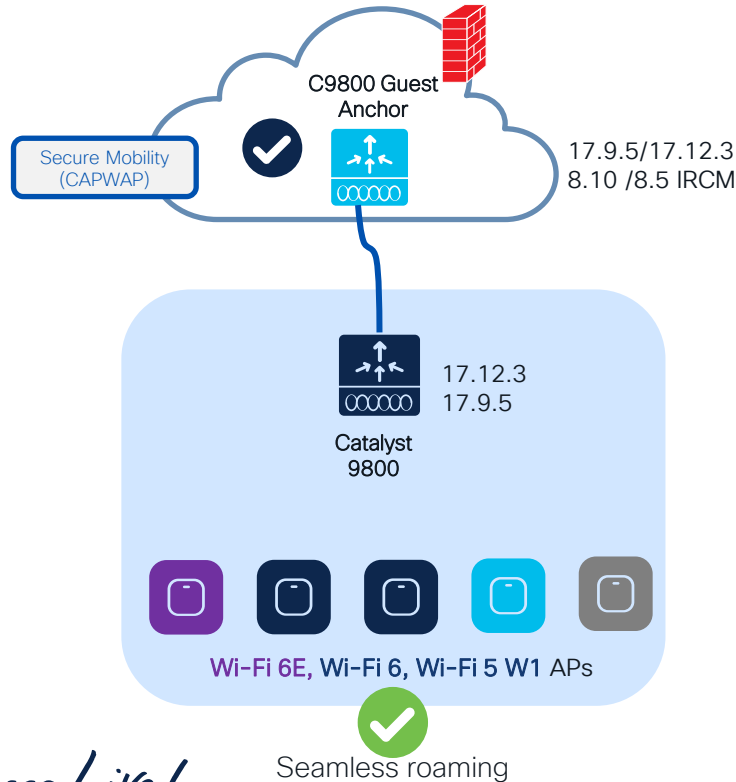 C9800 Guest
Anchor
Secure Mobility
(CAPWAP)
17.9.5/17.12.3
8.10 /8.5 IRCM
17.12.3
17.9.5
Catalyst
9800
Wi-Fi 6E, Wi-Fi 6, Wi-Fi 5 W1 APs
Seamless roaming